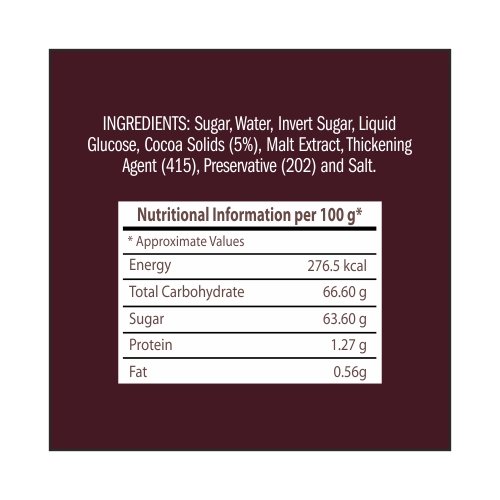 INGREDIENTS: Sugar, Water, Invert Sugar, Liquid
Glucose, Cocoa Solids (5%), Malt Extract, Thickening
Agent (415), Preservative (202) and Salt.
Nutritional Information per 100 g*
* Approximate Values
Energy 276.5 kcal
Total Carbohydrate 66.60 g
Sugar 63.60 g
Protein 1.27 g
Fat 0.56g